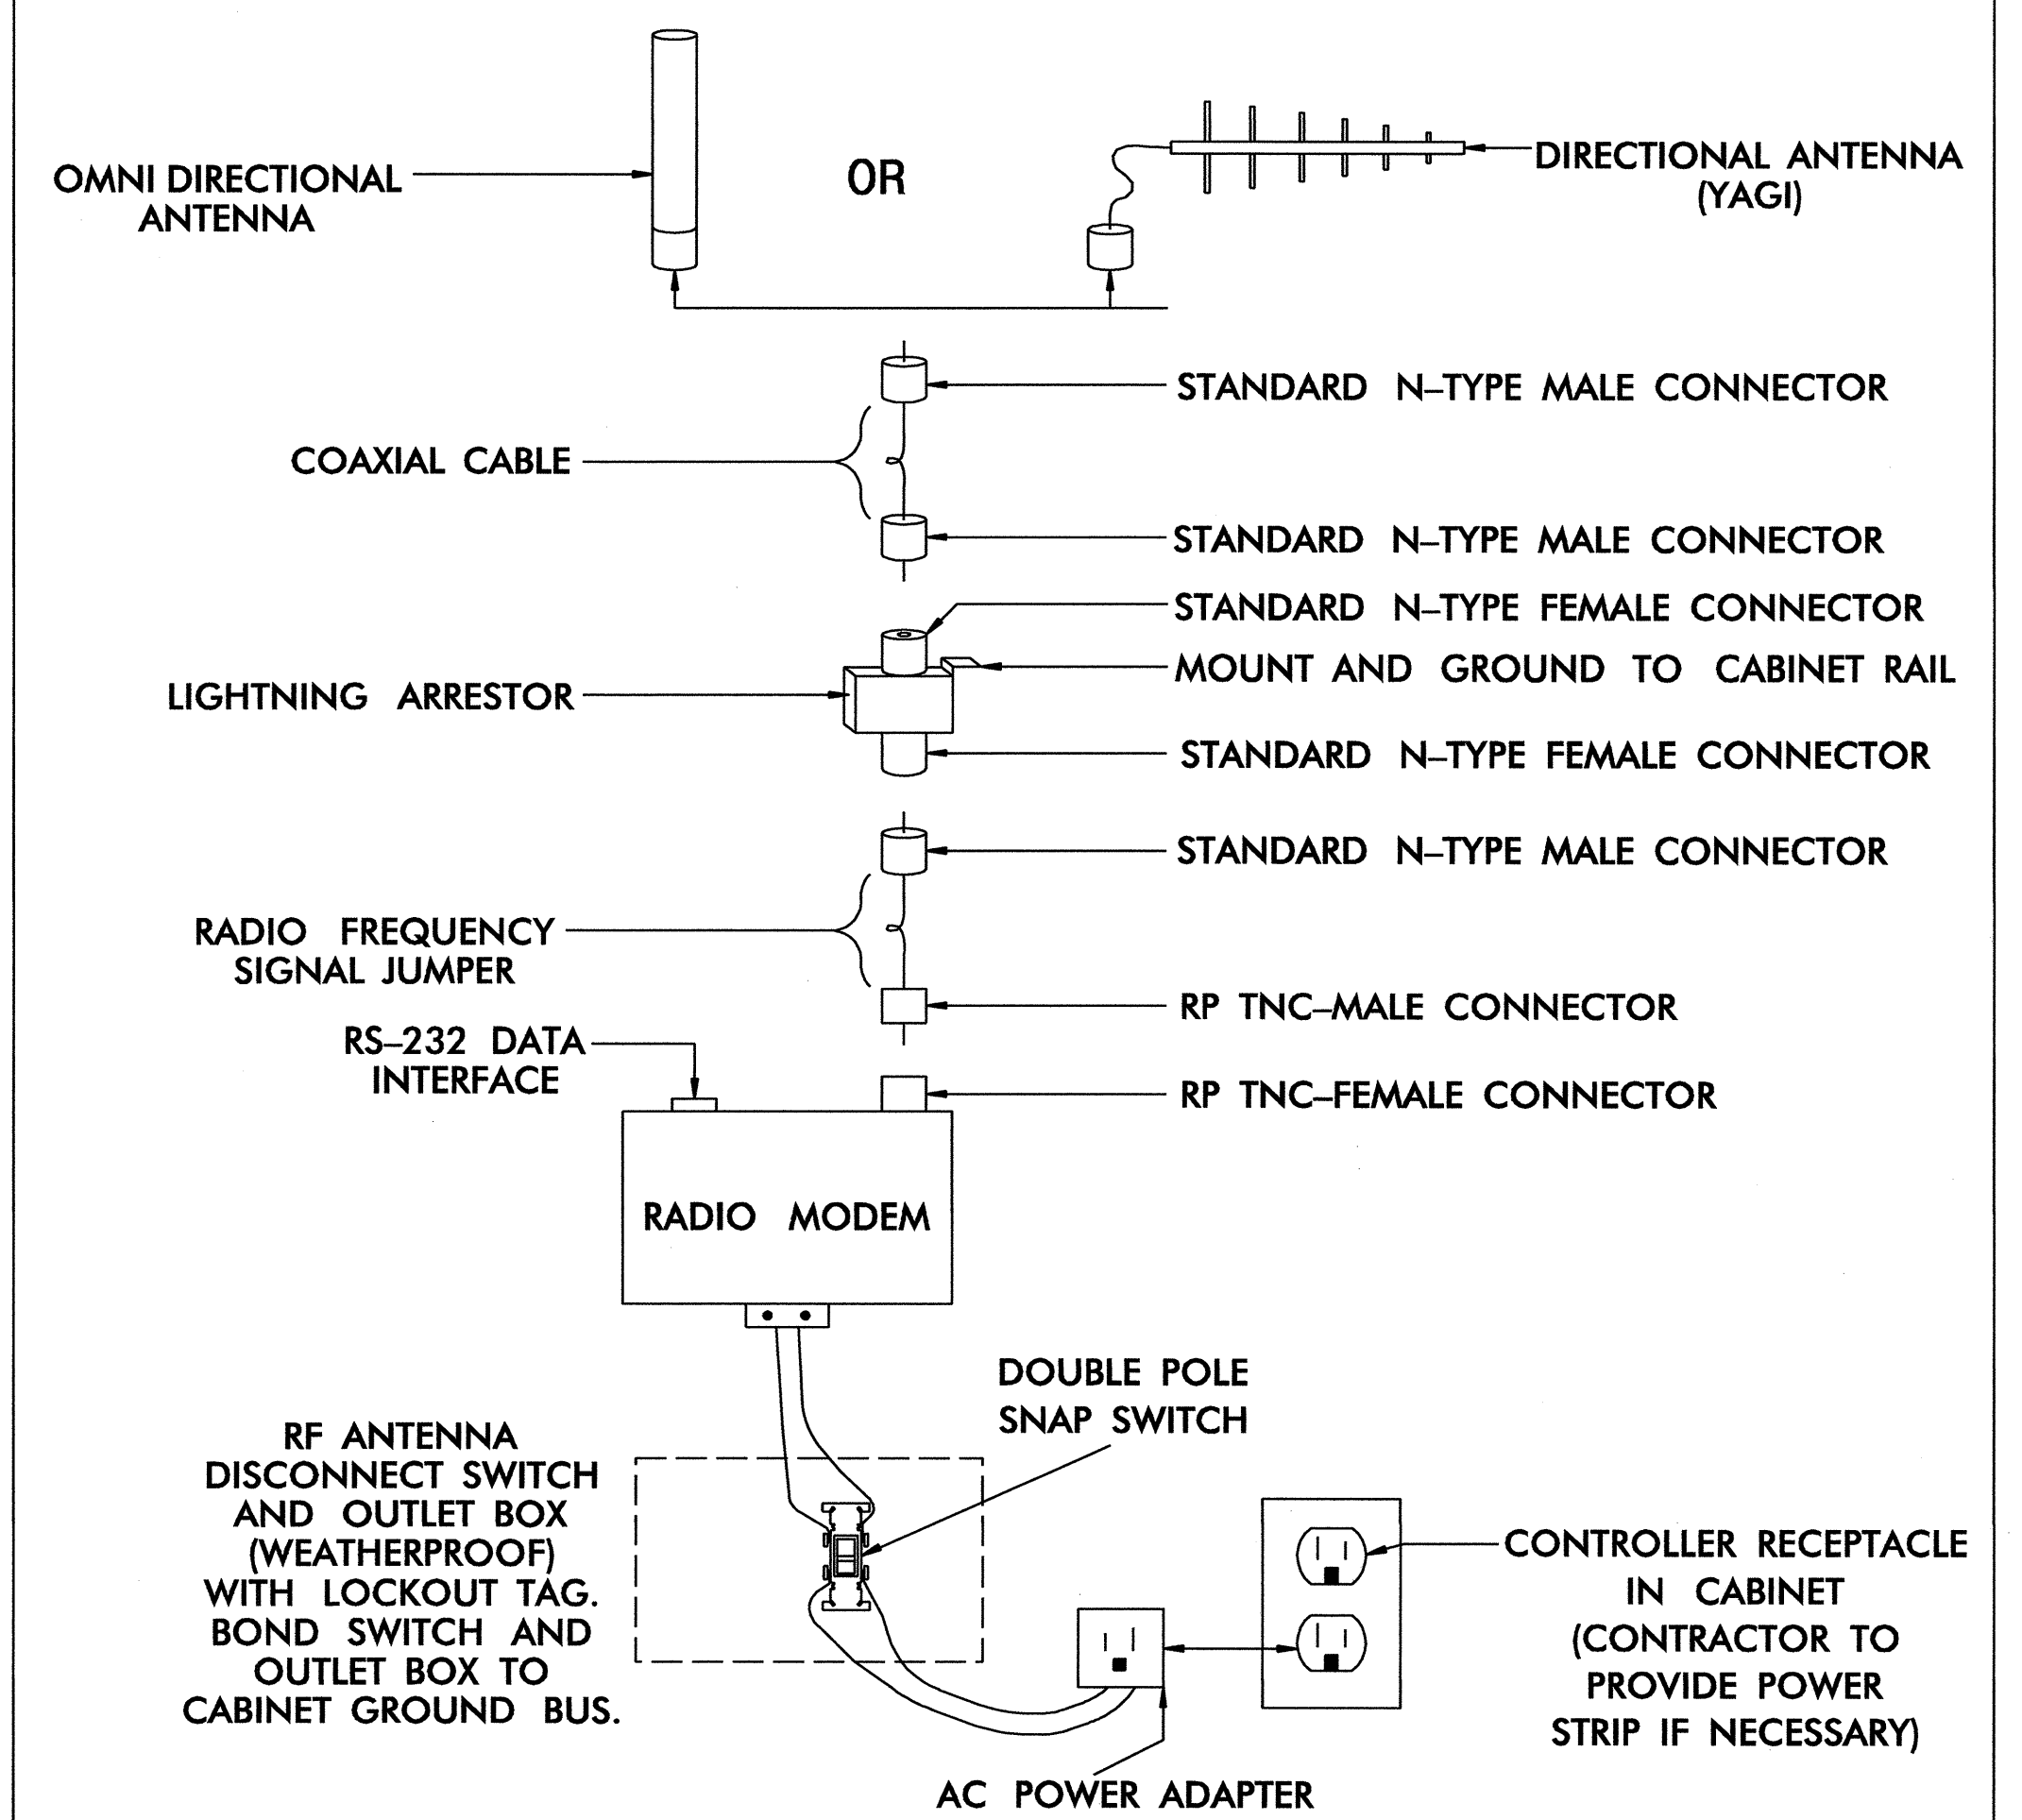 OMNI DIRECTIONAL
ANTENNA
OR
DIRECTIONAL ANTENNA
(YAGI)
STANDARD N–TYPE MALE CONNECTOR
COAXIAL CABLE
STANDARD N–TYPE MALE CONNECTOR
STANDARD N–TYPE FEMALE CONNECTOR
MOUNT AND GROUND TO CABINET RAIL
LIGHTNING ARRESTOR
STANDARD N–TYPE FEMALE CONNECTOR
STANDARD N–TYPE MALE CONNECTOR
RADIO FREQUENCY
SIGNAL JUMPER
RP TNC–MALE CONNECTOR
RS–232 DATA
INTERFACE
RP TNC–FEMALE CONNECTOR
RADIO MODEM
DOUBLE POLE
SNAP SWITCH
RF ANTENNA
DISCONNECT SWITCH
AND OUTLET BOX
(WEATHERPROOF)
WITH LOCKOUT TAG.
BOND SWITCH AND
OUTLET BOX TO
CABINET GROUND BUS.
CONTROLLER RECEPTACLE
IN CABINET
(CONTRACTOR TO
PROVIDE POWER
STRIP IF NECESSARY)
AC POWER ADAPTER